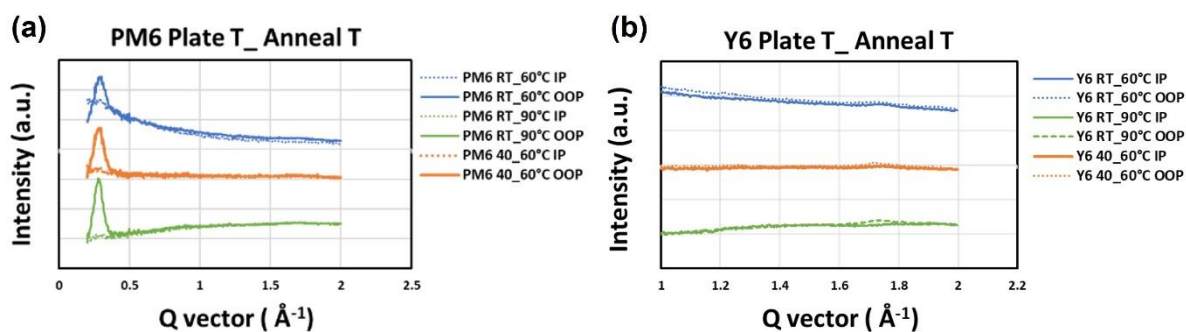 (a)
PM6 Plate T_ Anneal T
Intensity (a.u.)
PM6 RT_60°C IP
PM6 RT_60°C OOP
PM6 RT_90°C IP
PM6 RT_90°C OOP
PM6 40_60°C IP
PM6 40_60°C OOP
0 0.5 1 1.5 2 2.5
Q vector ( Å⁻¹)
(b)
Y6 Plate T_ Anneal T
Intensity (a.u.)
Y6 RT_60°C IP
Y6 RT_60°C OOP
Y6 RT_90°C IP
Y6 RT_90°C OOP
Y6 40_60°C IP
Y6 40_60°C OOP
1 1.2 1.4 1.6 1.8 2 2.2
Q vector ( Å⁻¹)